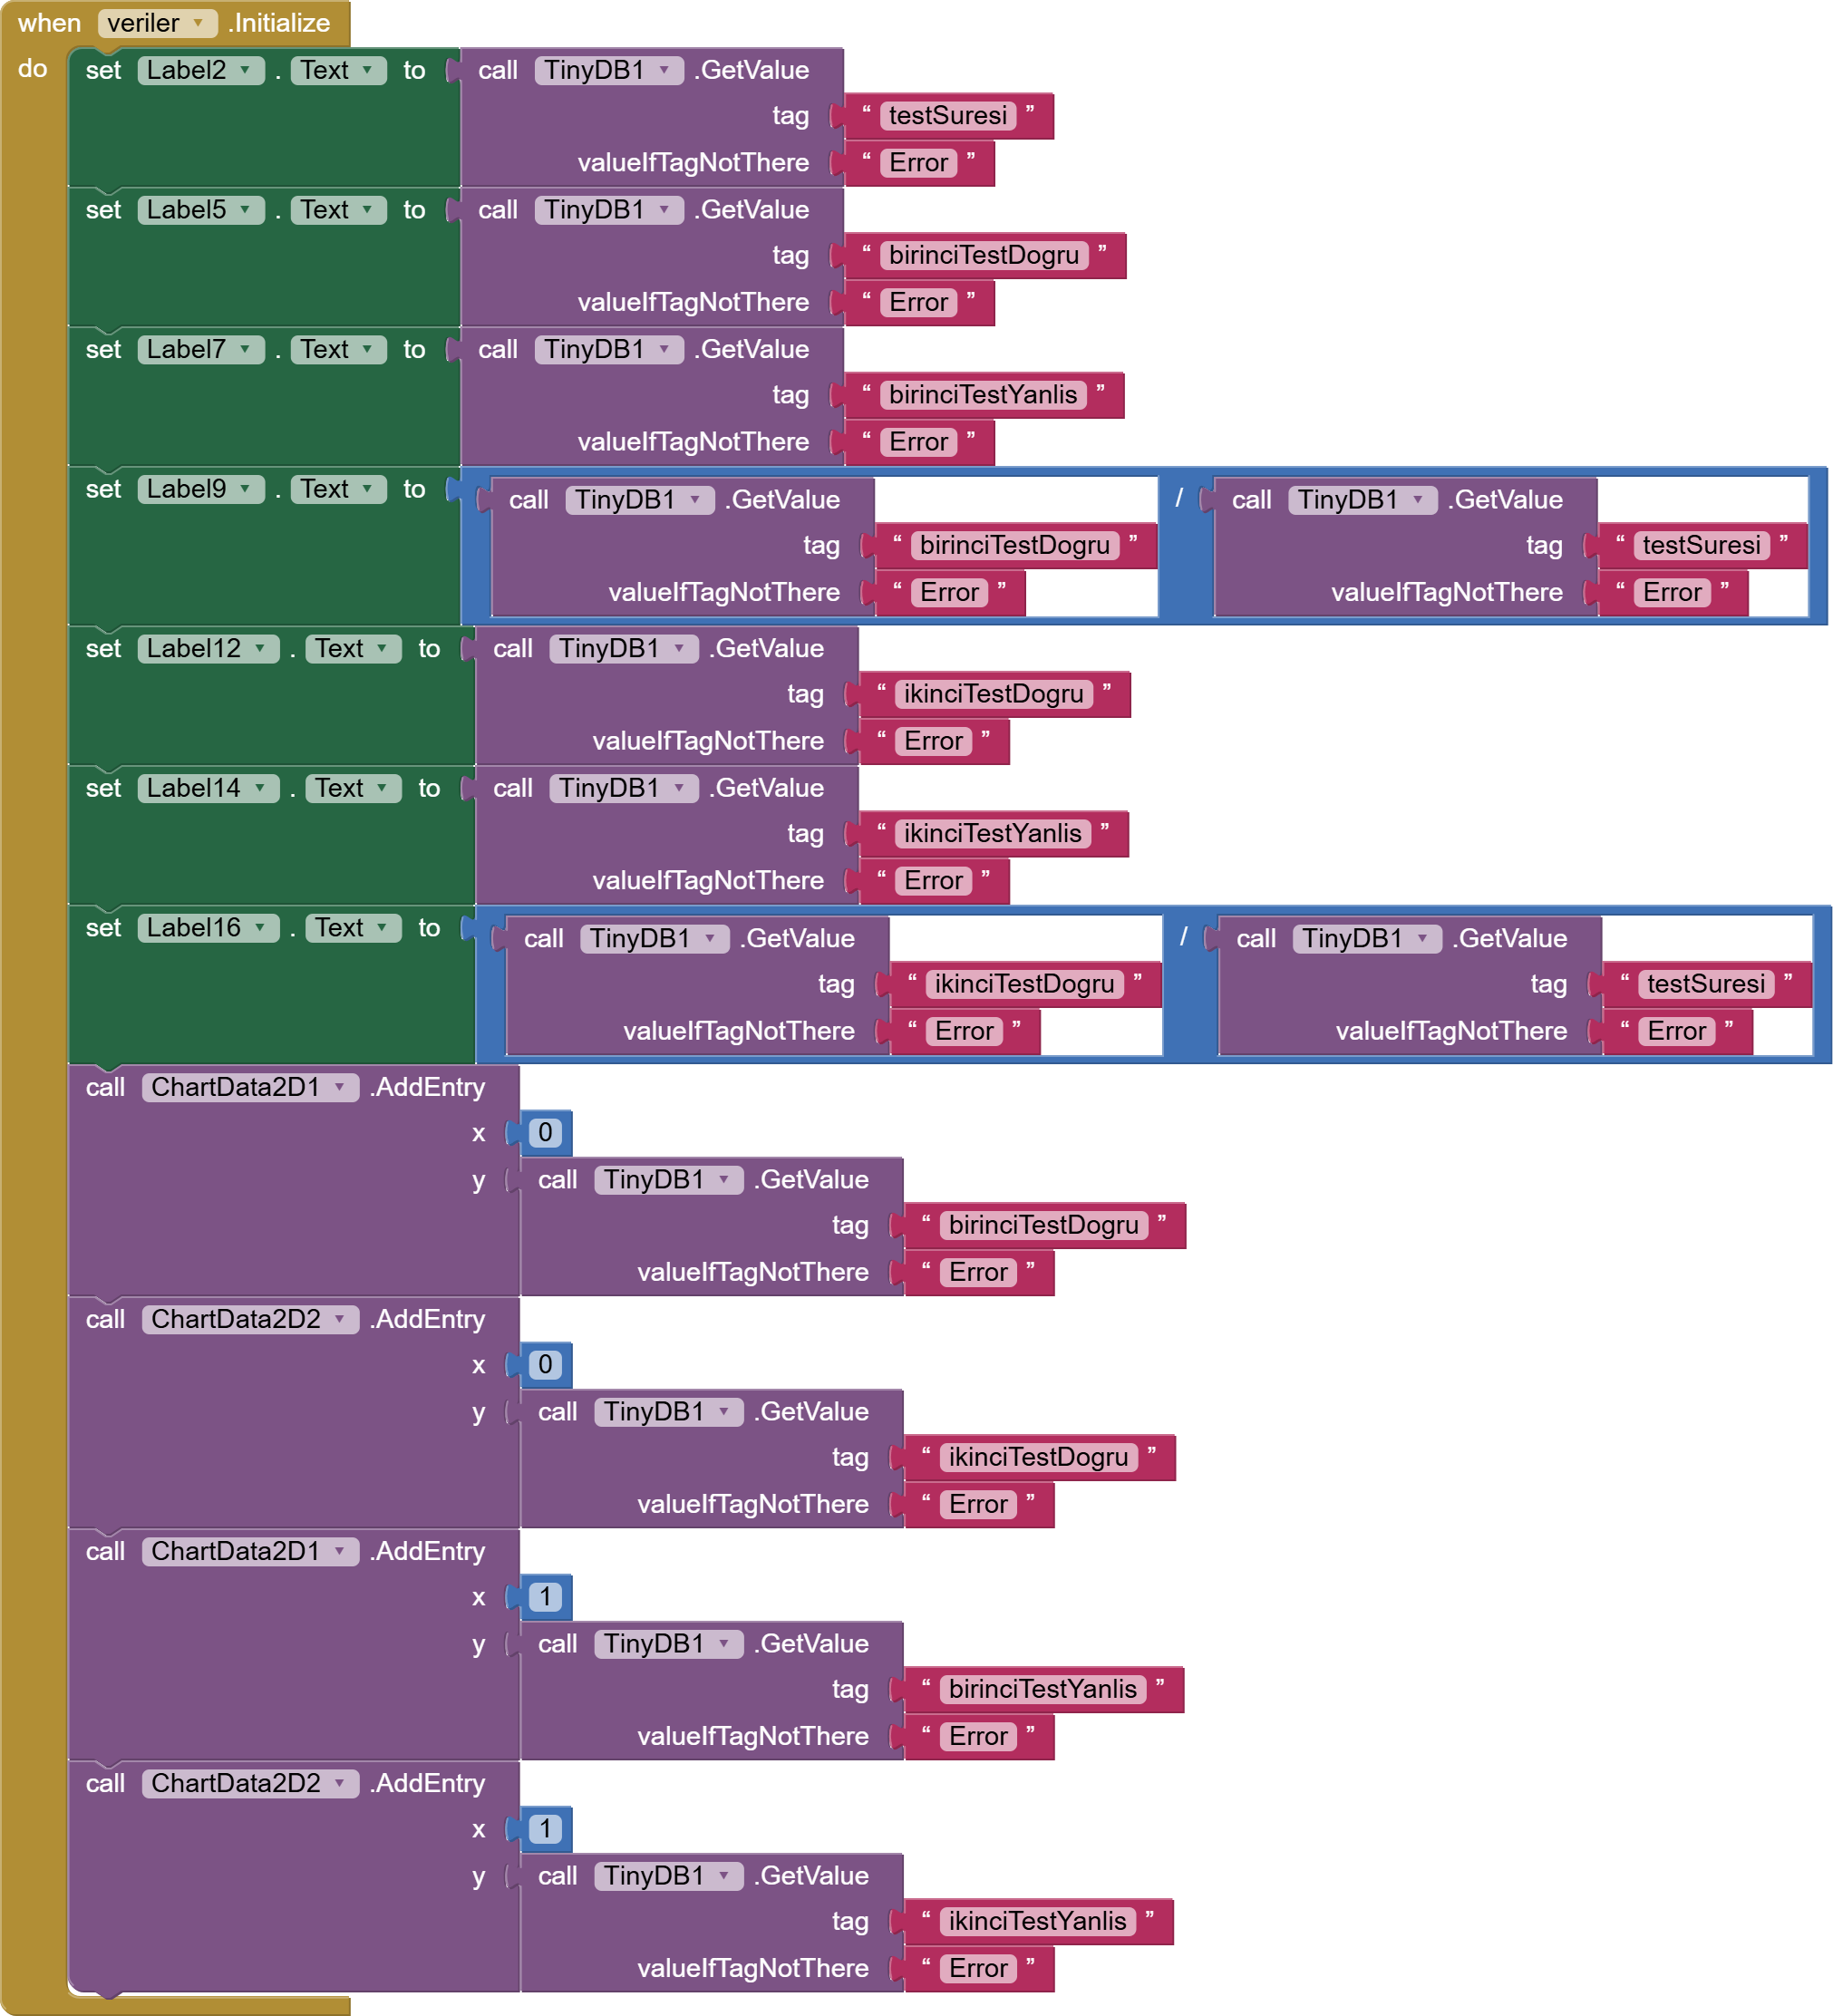 when veriler .Initialize
do set Label2 . Text to call TinyDB1 .GetValue
tag “ testSuresi ”
valueIfTagNotThere “ Error ”
set Label5 . Text to call TinyDB1 .GetValue
tag “ birinciTestDogru ”
valueIfTagNotThere “ Error ”
set Label7 . Text to call TinyDB1 .GetValue
tag “ birinciTestYanlis ”
valueIfTagNotThere “ Error ”
set Label9 . Text to call TinyDB1 .GetValue / call TinyDB1 .GetValue
tag “ birinciTestDogru ” tag “ testSuresi ”
valueIfTagNotThere “ Error ” valueIfTagNotThere “ Error ”
set Label12 . Text to call TinyDB1 .GetValue
tag “ ikinciTestDogru ”
valueIfTagNotThere “ Error ”
set Label14 . Text to call TinyDB1 .GetValue
tag “ ikinciTestYanlis ”
valueIfTagNotThere “ Error ”
set Label16 . Text to call TinyDB1 .GetValue / call TinyDB1 .GetValue
tag “ ikinciTestDogru ” tag “ testSuresi ”
valueIfTagNotThere “ Error ” valueIfTagNotThere “ Error ”
call ChartData2D1 .AddEntry
x 0
y call TinyDB1 .GetValue
tag “ birinciTestDogru ”
valueIfTagNotThere “ Error ”
call ChartData2D2 .AddEntry
x 0
y call TinyDB1 .GetValue
tag “ ikinciTestDogru ”
valueIfTagNotThere “ Error ”
call ChartData2D1 .AddEntry
x 1
y call TinyDB1 .GetValue
tag “ birinciTestYanlis ”
valueIfTagNotThere “ Error ”
call ChartData2D2 .AddEntry
x 1
y call TinyDB1 .GetValue
tag “ ikinciTestYanlis ”
valueIfTagNotThere “ Error ”